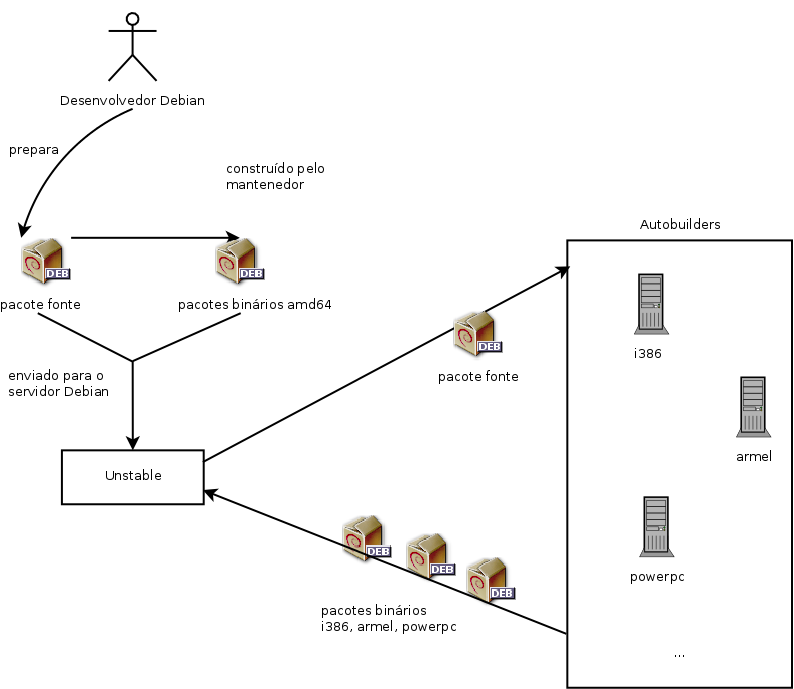 Desenvolvedor Debian
prepara
construído pelo
mantenedor
DEB
DEB
pacote fonte
pacotes binários amd64
enviado para o
servidor Debian
Unstable
DEB
pacote fonte
Autobuilders
i386
armel
powerpc
...
DEB
DEB
DEB
pacotes binários
i386, armel, powerpc